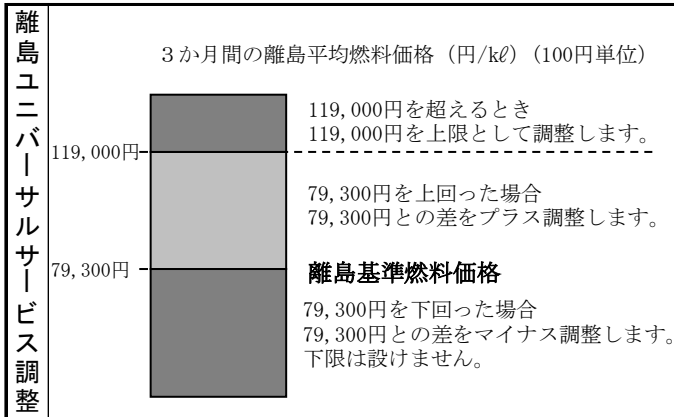 離島ユニバーサルサービス調整
3か月間の離島平均燃料価格（円/kℓ）（100円単位）
119,000円を超えるとき
119,000円を上限として調整します。
119,000円
79,300円を上回った場合
79,300円との差をプラス調整します。
79,300円
離島基準燃料価格
79,300円を下回った場合
79,300円との差をマイナス調整します。
下限は設けません。